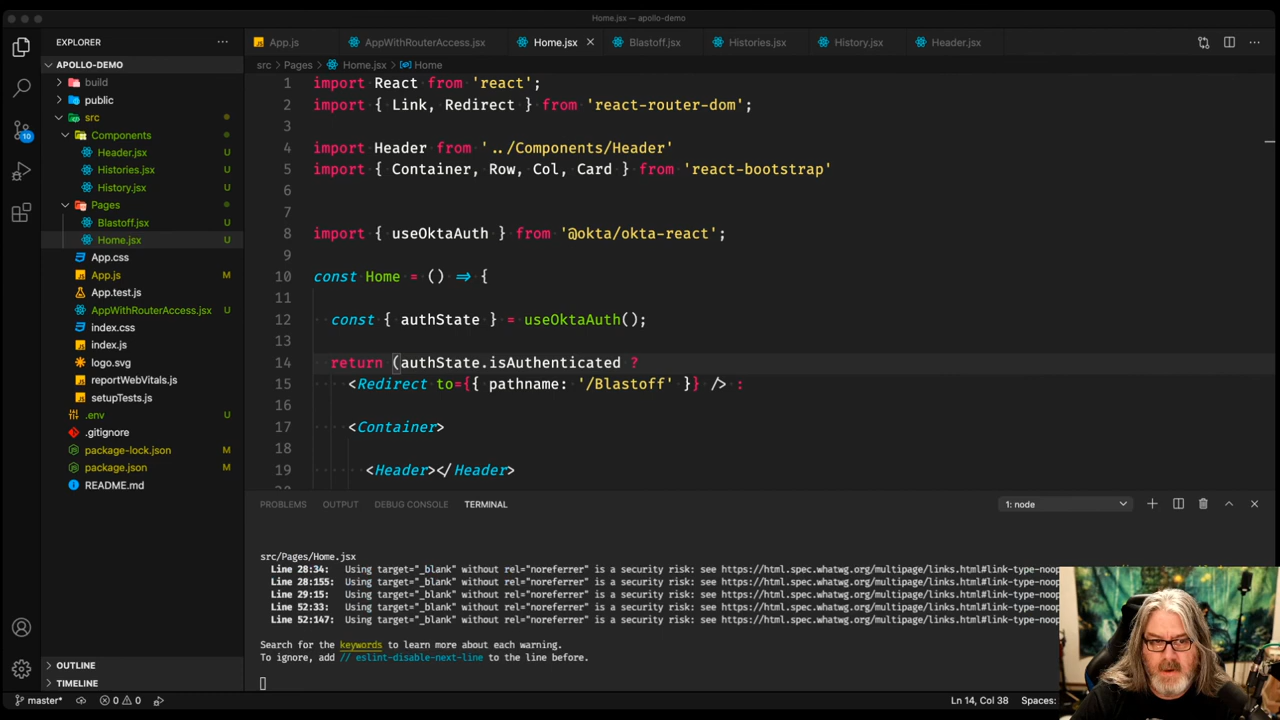 Home.jsx — apollo-demo
EXPLORER
App.js
AppWithRouterAccess.jsx
Home.jsx
Blastoff.jsx
Histories.jsx
History.jsx
Header.jsx
APOLLO-DEMO
src > Pages > Home.jsx > Home
build
public
src
Components
Header.jsx U
Histories.jsx U
History.jsx U
Pages
Blastoff.jsx U
Home.jsx U
App.css
App.js M
App.test.js
AppWithRouterAccess.jsx U
index.css
index.js
logo.svg
reportWebVitals.js
setupTests.js
.env U
.gitignore
package-lock.json M
package.json M
README.md
OUTLINE
TIMELINE
1 import React from 'react';
2 import { Link, Redirect } from 'react-router-dom';
3
4 import Header from '../Components/Header'
5 import { Container, Row, Col, Card } from 'react-bootstrap'
6
7
8 import { useOktaAuth } from '@okta/okta-react';
9
10 const Home = () => {
11
12 const { authState } = useOktaAuth();
13
14 return (authState.isAuthenticated ?
15 <Redirect to={{ pathname: '/Blastoff' }} /> :
16
17 <Container>
18
19 <Header></Header>
PROBLEMS OUTPUT DEBUG CONSOLE TERMINAL
1: node
src/Pages/Home.jsx
Line 28:34: Using target="_blank" without rel="noreferrer" is a security risk: see https://html.spec.whatwg.org/multipage/links.html#link-type-noop
Line 28:155: Using target="_blank" without rel="noreferrer" is a security risk: see https://html.spec.whatwg.org/multipage/links.html#link-type-noop
Line 29:15: Using target="_blank" without rel="noreferrer" is a security risk: see https://html.spec.whatwg.org/multipage/links.html#link-type-noo
Line 52:33: Using target="_blank" without rel="noreferrer" is a security risk: see https://html.spec.whatwg.org/multipage/links.html#link-type-noo
Line 52:147: Using target="_blank" without rel="noreferrer" is a security risk: see https://html.spec.whatwg.org/multipage/links.html#link-type-noo
Search for the keywords to learn more about each warning.
To ignore, add // eslint-disable-next-line to the line before.
10
master* 0 0
Ln 14, Col 38 Spaces: